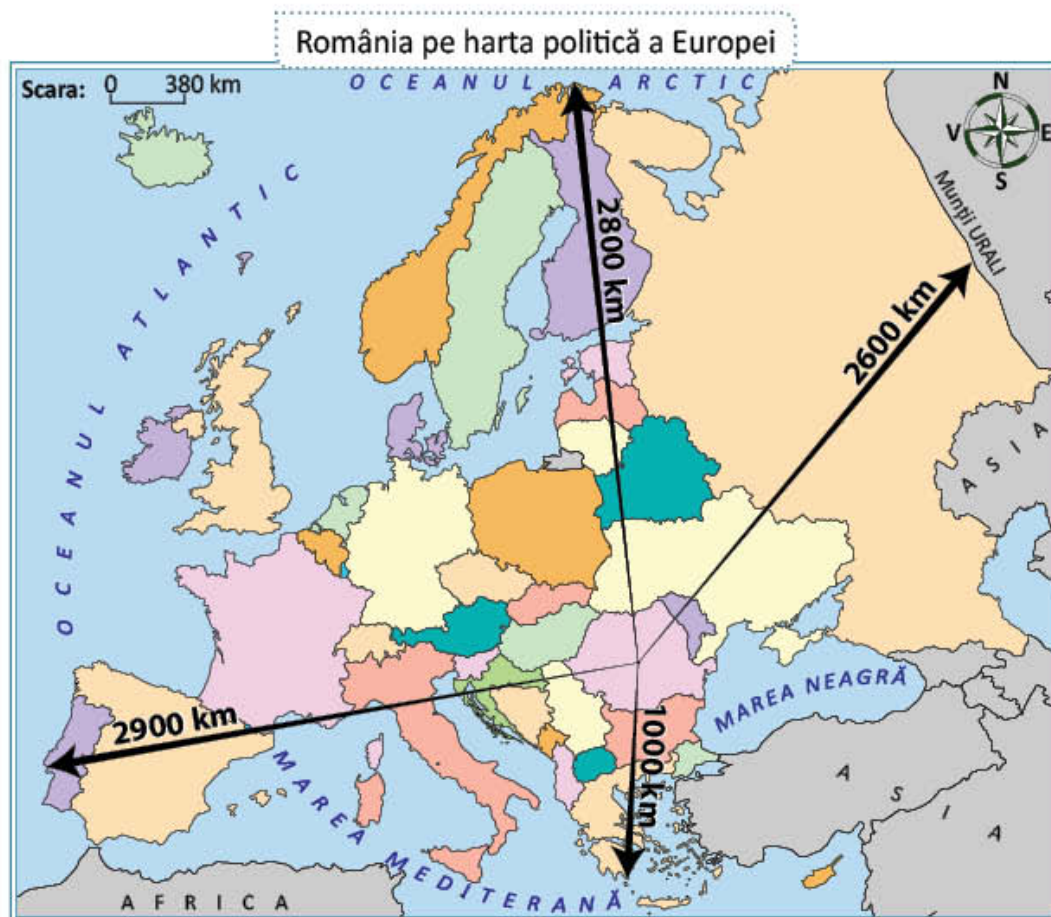 România pe harta politică a Europei
Scara: 0 380 km
OCEANUL ARCTIC
N
V E
S
Munții URALI
OCEANUL ATLANTIC
2800 km
2600 km
ASIA
MAREA NEAGRĂ
2900 km
1000 km
MAREA MEDITERANĂ
ASIA
AFRICA